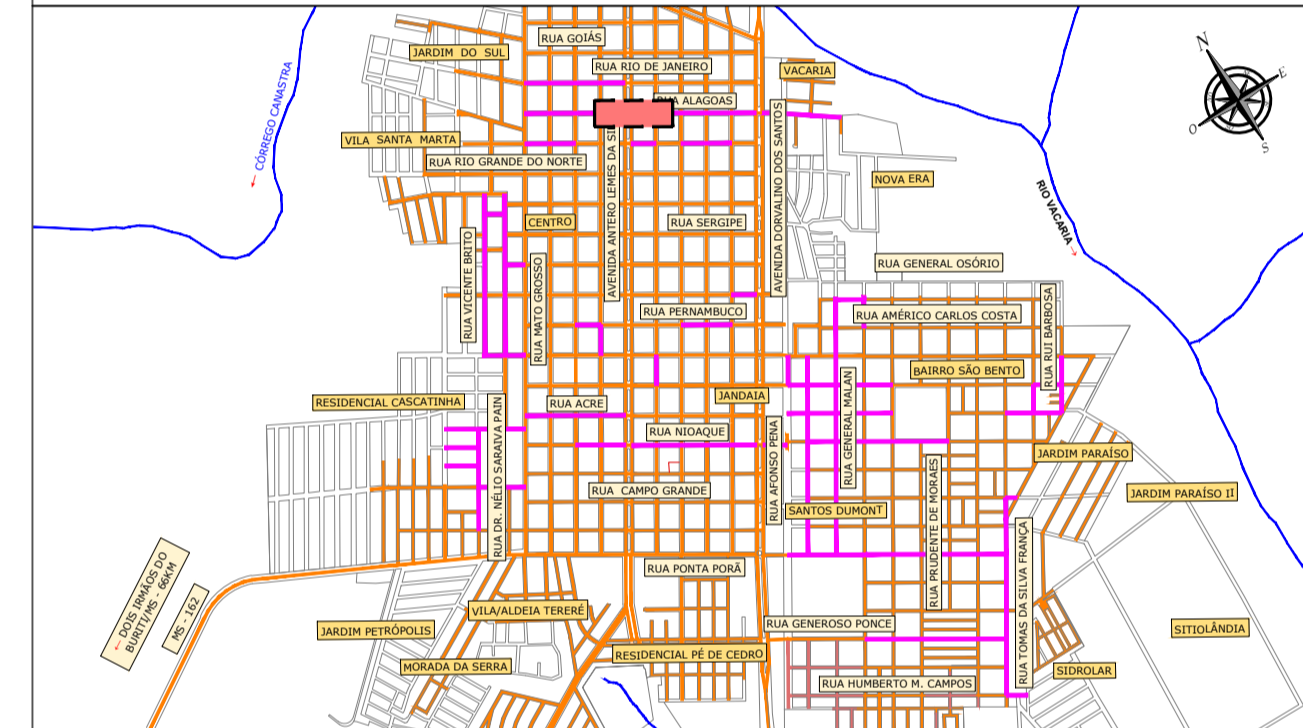 RUA GOIÁS
JARDIM DO SUL
RUA RIO DE JANEIRO
VACARIA
N
E
O
S
← CÓRREGO CANASTRA
RUA ALAGOAS
VILA SANTA MARTA
RUA RIO GRANDE DO NORTE
AVENIDA ANTERO LEMES DA
AVENIDA DORVALINO DOS SANTOS
NOVA ERA
RIO VACARIA →
CENTRO
RUA SERGIPE
RUA VICENTE BRITO
RUA MATO GROSSO
RUA GENERAL OSÓRIO
RUA PERNAMBUCO
RUA AMÉRICO CARLOS COSTA
RUA RUI BARBOSA
BAIRRO SÃO BENTO
RESIDENCIAL CASCATINHA
RUA ACRE
JANDAIA
RUA GENERAL MALAN
RUA DR. NÉLIO SARAIVA PAIN
RUA NIOAQUE
RUA AFONSO PENA
JARDIM PARAÍSO
RUA CAMPO GRANDE
JARDIM PARAÍSO II
SANTOS DUMONT
RUA PRUDENTE DE MORAES
RUA TOMAS DA SILVA FRANÇA
← DOIS IRMÃOS DO
BURITI/MS - 66KM
MS - 162
RUA PONTA PORÃ
VILA/ALDEIA TERERÉ
JARDIM PETRÓPOLIS
RUA GENEROSO PONCE
SITIOLÂNDIA
MORADA DA SERRA
RESIDENCIAL PÉ DE CEDRO
SIDROLAR
RUA HUMBERTO M. CAMPOS